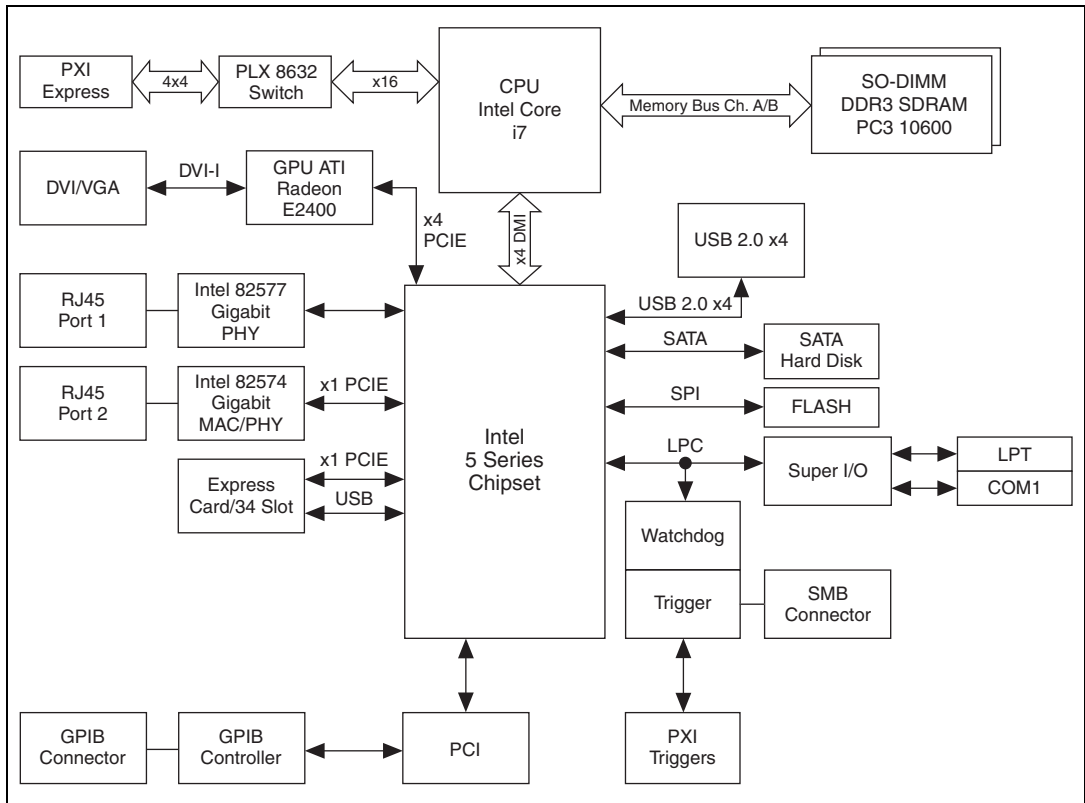 PXI
Express
4x4
PLX 8632
Switch
x16
CPU
Intel Core
i7
Memory Bus Ch. A/B
SO-DIMM
DDR3 SDRAM
PC3 10600
DVI/VGA
DVI-I
GPU ATI
Radeon
E2400
x4
PCIE
x4 DMI
USB 2.0 x4
RJ45
Port 1
Intel 82577
Gigabit
PHY
USB 2.0 x4
SATA
SATA
Hard Disk
RJ45
Port 2
Intel 82574
Gigabit
MAC/PHY
x1 PCIE
SPI
FLASH
Intel
5 Series
Chipset
Express
Card/34 Slot
x1 PCIE
USB
LPC
Super I/O
LPT
COM1
Watchdog
Trigger
SMB
Connector
GPIB
Connector
GPIB
Controller
PCI
PXI
Triggers